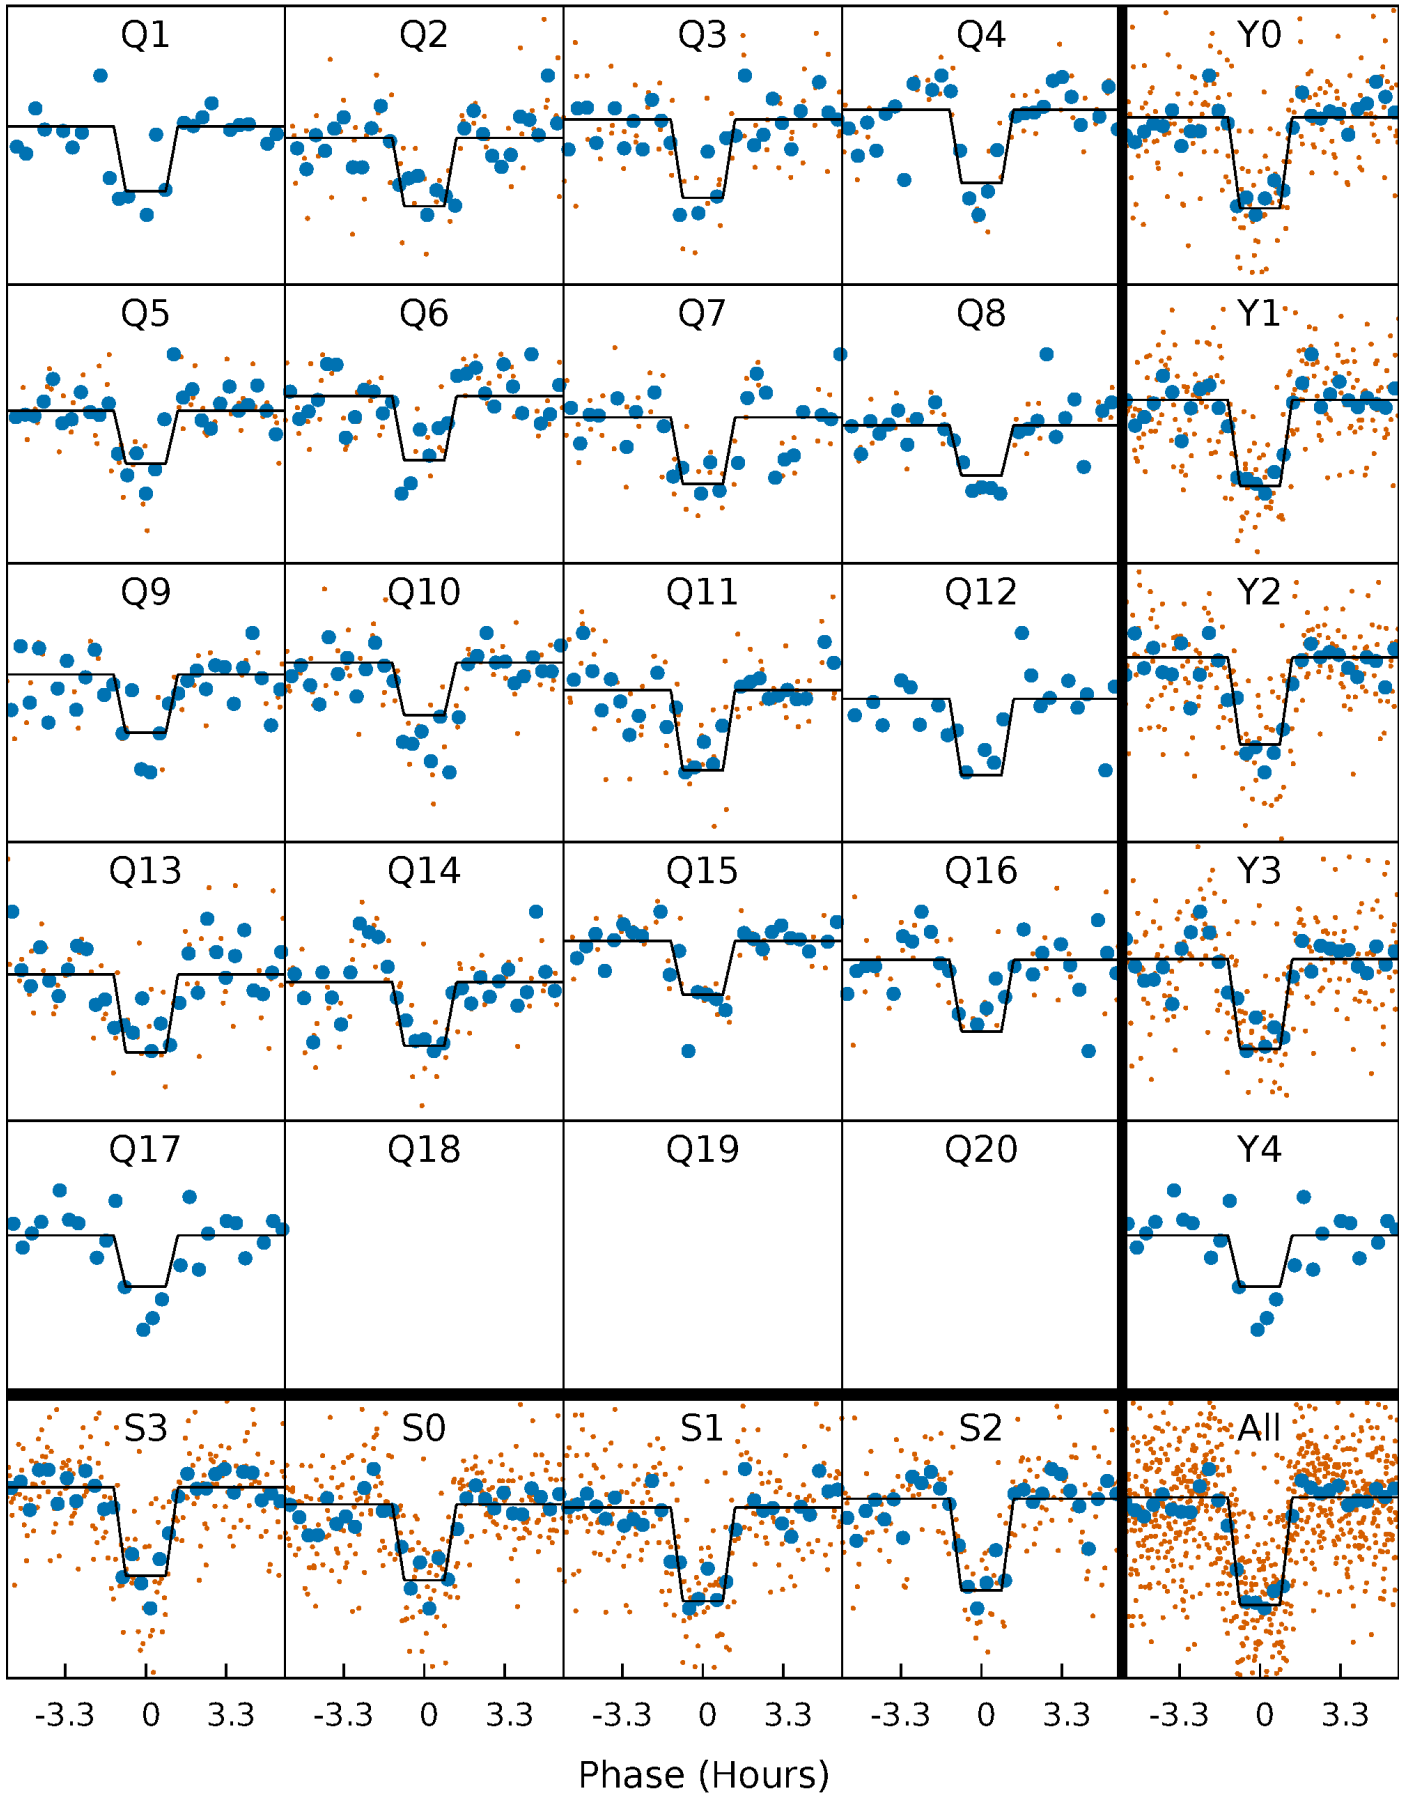 Q1 Q2 Q3 Q4 Y0
Q5 Q6 Q7 Q8 Y1
Q9 Q10 Q11 Q12 Y2
Q13 Q14 Q15 Q16 Y3
Q17 Q18 Q19 Q20 Y4
S3 S0 S1 S2 All
-3.3 0 3.3 -3.3 0 3.3 -3.3 0 3.3 -3.3 0 3.3 -3.3 0 3.3
Phase (Hours)